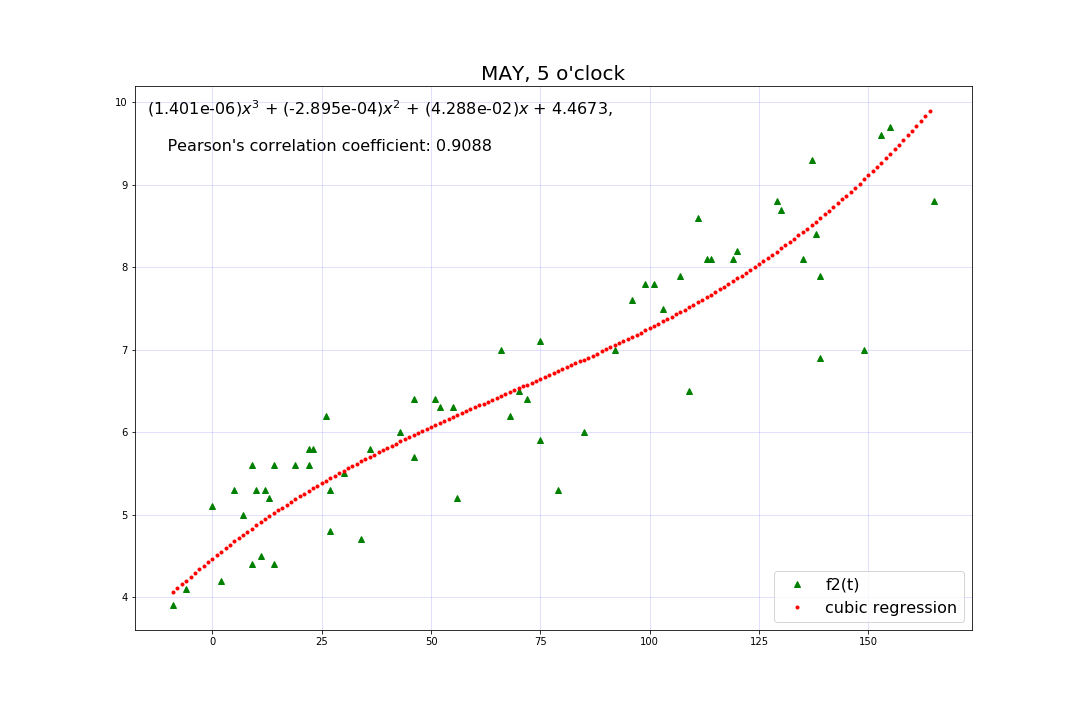 MAY, 5 o'clock
(1.401e-06)x³ + (-2.895e-04)x² + (4.288e-02)x + 4.4673,
Pearson's correlation coefficient: 0.9088
10
9
8
7
6
5
4
f2(t)
cubic regression
0 25 50 75 100 125 150